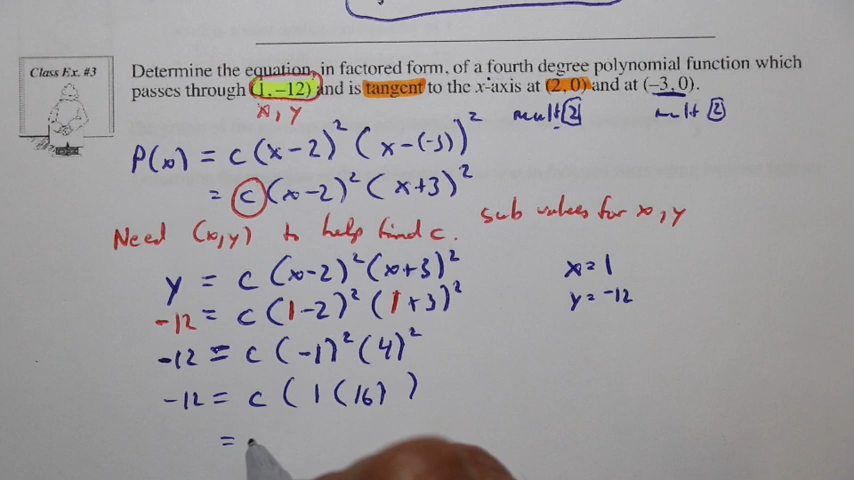 Class Ex. #3
Determine the equation, in factored form, of a fourth degree polynomial function which
passes through (1,−12) and is tangent to the x-axis at (2,0) and at (−3,0).
x, y
mult 2
mult 2
P(x) = c(x-2)² (x-(-3))²
= c(x-2)² (x+3)²
Need (x,y) to help find c.
sub values for x, y
y = c (x-2)² (x+3)²
x=1
-12 = c (1-2)² (1+3)²
y=-12
-12 = c (-1)² (4)²
-12 = c ( 1 (16) )
=